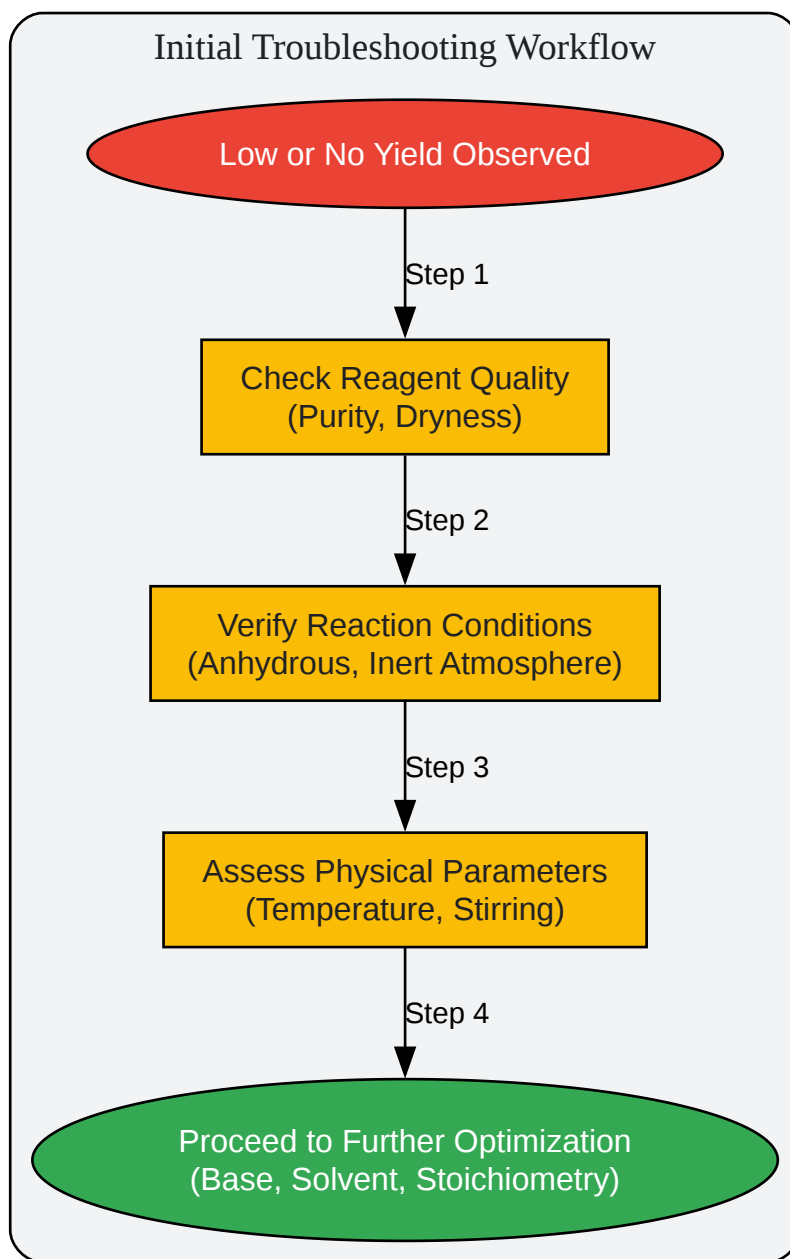 Initial Troubleshooting Workflow
Low or No Yield Observed
Step 1
Check Reagent Quality
(Purity, Dryness)
Step 2
Verify Reaction Conditions
(Anhydrous, Inert Atmosphere)
Step 3
Assess Physical Parameters
(Temperature, Stirring)
Step 4
Proceed to Further Optimization
(Base, Solvent, Stoichiometry)